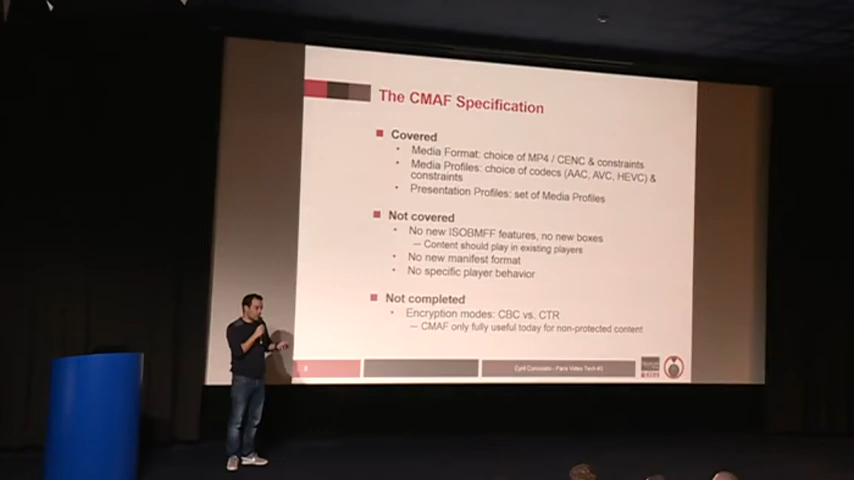 The CMAF Specification
Covered
Media Format: choice of MP4 / CENC & constraints
Media Profiles: choice of codecs (AAC, AVC, HEVC) &
constraints
Presentation Profiles: set of Media Profiles
Not covered
No new ISOBMFF features, no new boxes
— Content should play in existing players
No new manifest format
No specific player behavior
Not completed
Encryption modes: CBC vs. CTR
— CMAF only fully useful today for non-protected content
Paris Video Tech #3